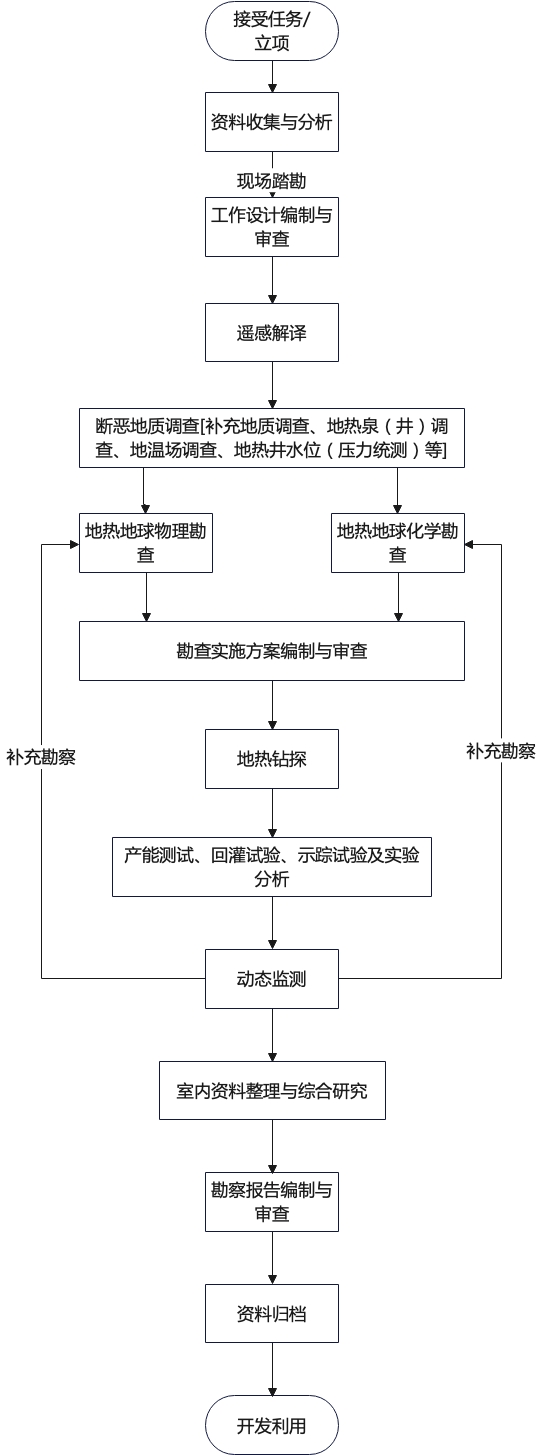 接受任务/
立项
资料收集与分析
现场踏勘
工作设计编制与
审查
遥感解译
断恶地质调查[补充地质调查、地热泉（井）调
查、地温场调查、地热井水位（压力统测）等]
地热地球物理勘
查
地热地球化学勘
查
勘查实施方案编制与审查
地热钻探
补充勘察
补充勘察
产能测试、回灌试验、示踪试验及实验
分析
动态监测
室内资料整理与综合研究
勘察报告编制与
审查
资料归档
开发利用